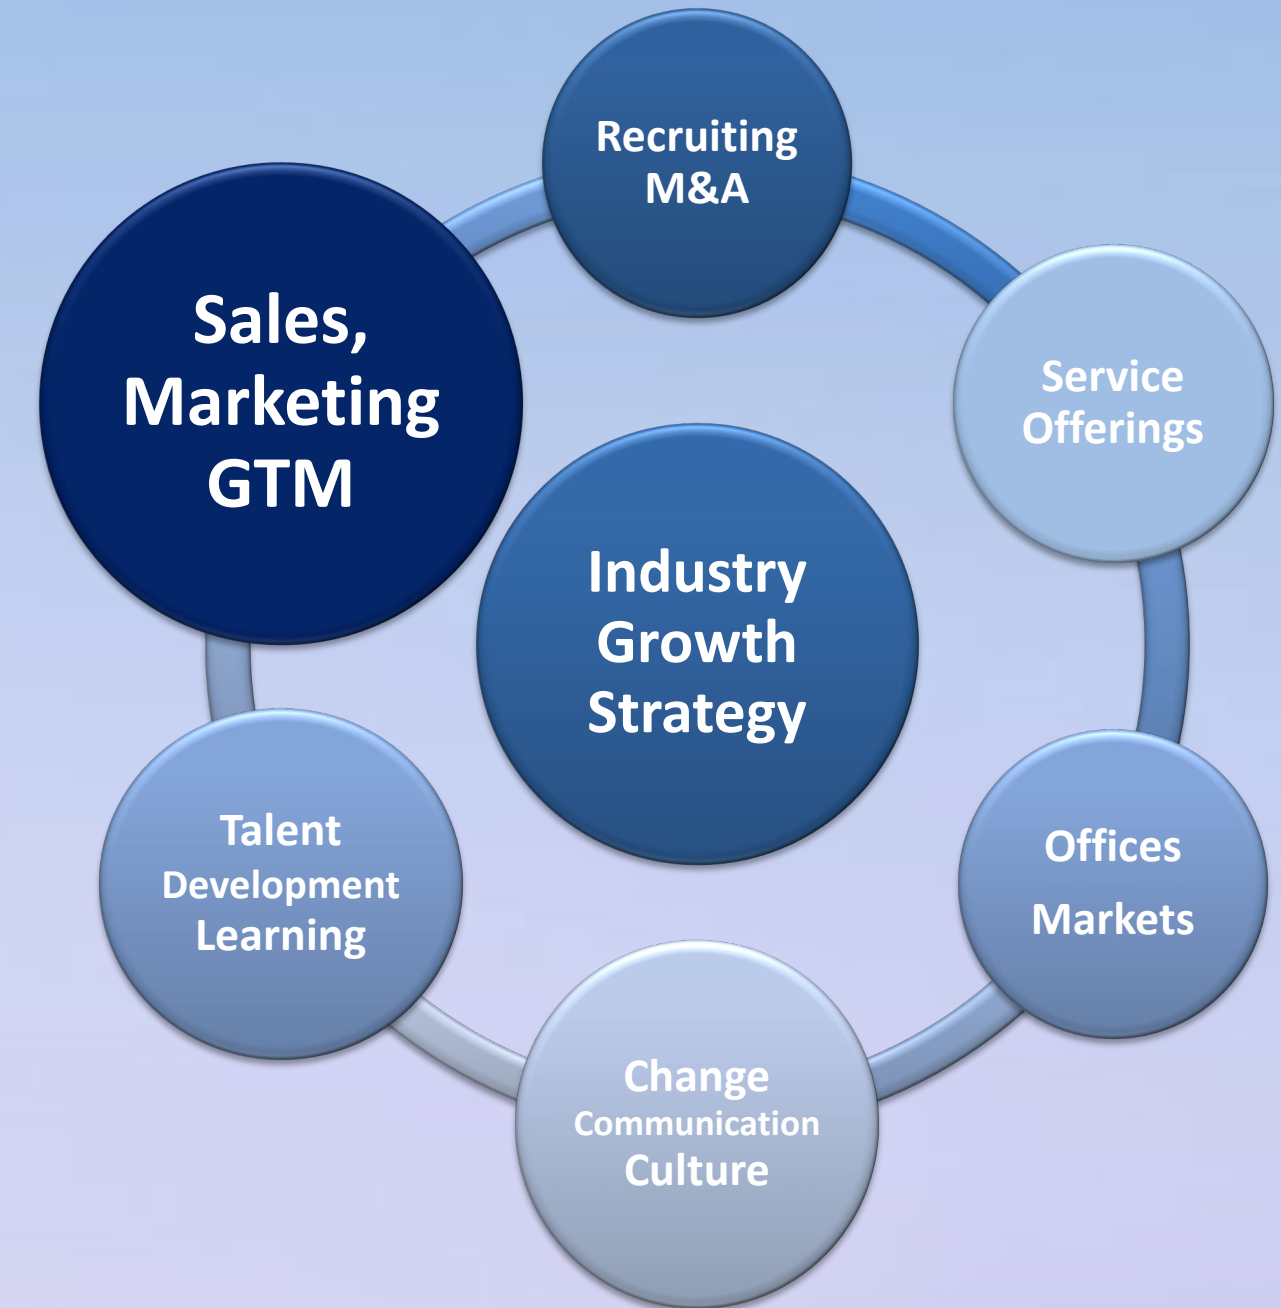 Recruiting
M&A
Sales,
Marketing
GTM
Service
Offerings
Industry
Growth
Strategy
Talent
Development
Learning
Offices
Markets
Change
Communication
Culture